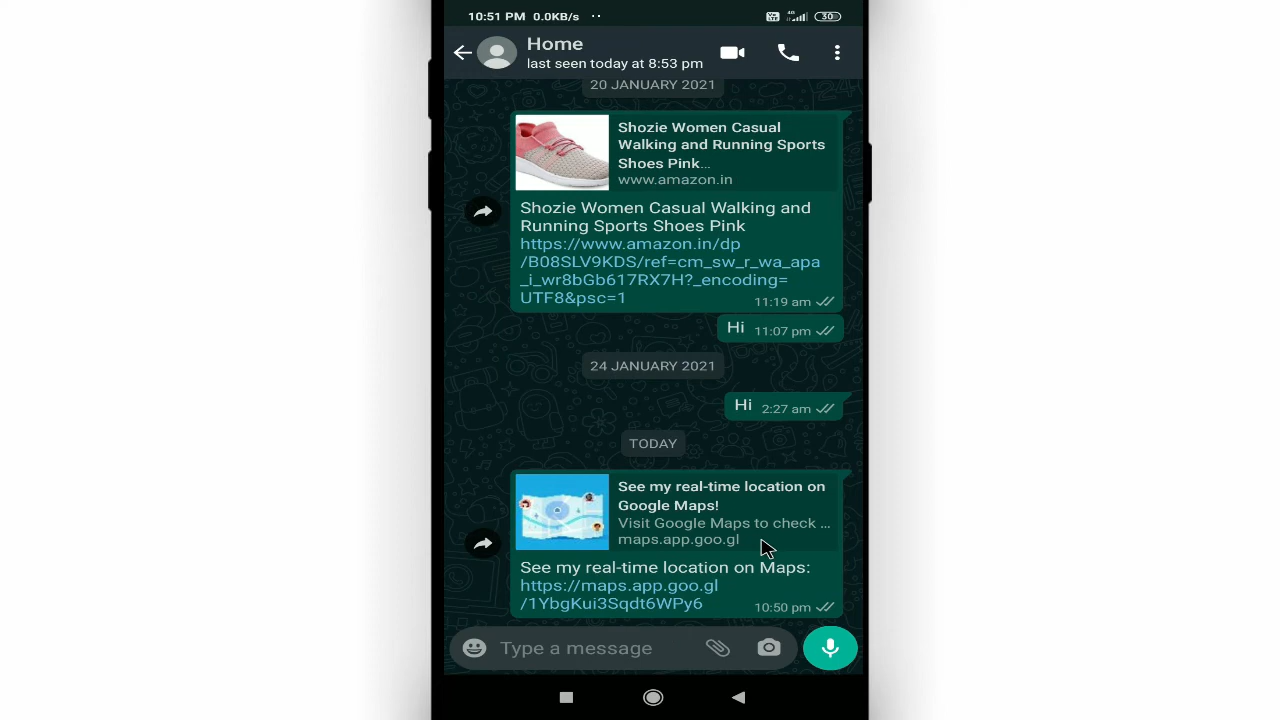 10:51 PM 0.0KB/s ··
4G 30
Home
last seen today at 8:53 pm
20 JANUARY 2021
Shozie Women Casual
Walking and Running Sports
Shoes Pink…
www.amazon.in
Shozie Women Casual Walking and
Running Sports Shoes Pink
https://www.amazon.in/dp
/B08SLV9KDS/ref=cm_sw_r_wa_apa
_i_wr8bGb617RX7H?_encoding=
UTF8&psc=1
11:19 am
Hi 11:07 pm
24 JANUARY 2021
Hi 2:27 am
TODAY
See my real-time location on
Google Maps!
Visit Google Maps to check …
maps.app.goo.gl
See my real-time location on Maps:
https://maps.app.goo.gl
/1YbgKui3Sqdt6WPy6
10:50 pm
Type a message